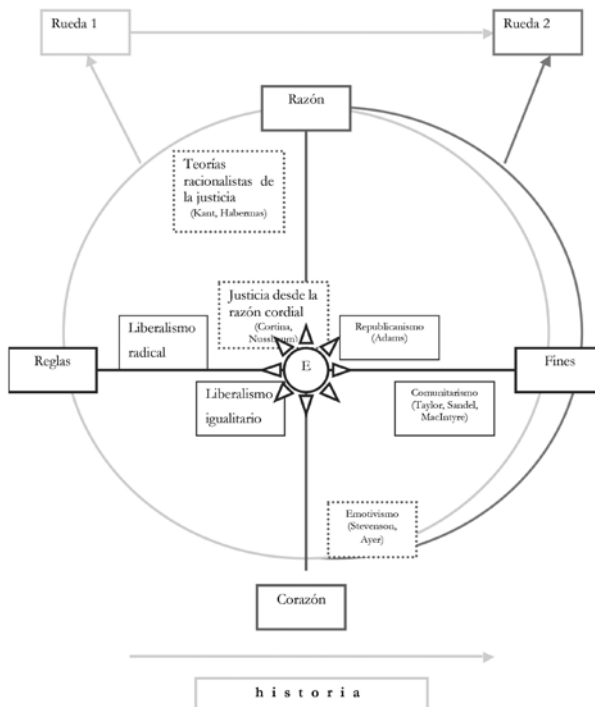 Rueda 1
Rueda 2
Razón
Teorías
racionalistas de
la justicia
(Kant, Habermas)
Justicia desde la
razón cordial
(Cortina,
Nussbaum)
Liberalismo
radical
Republicanismo
(Adams)
Reglas
E
Fines
Liberalismo
igualitario
Comunitarismo
(Taylor, Sandel,
MacIntyre)
Emotivismo
(Stevenson,
Ayer)
Corazón
historia